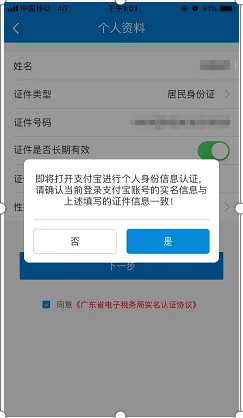 中国移动 4G 下午1:01 91%
个人资料
姓名
证件类型 居民身份证
证件号码
证件是否长期有效
证
即将打开支付宝进行个人身份信息认证，
请确认当前登录支付宝账号的实名信息与
上述填写的证件信息一致！
否 是
性
下一步
同意《广东省电子税务局实名认证协议》